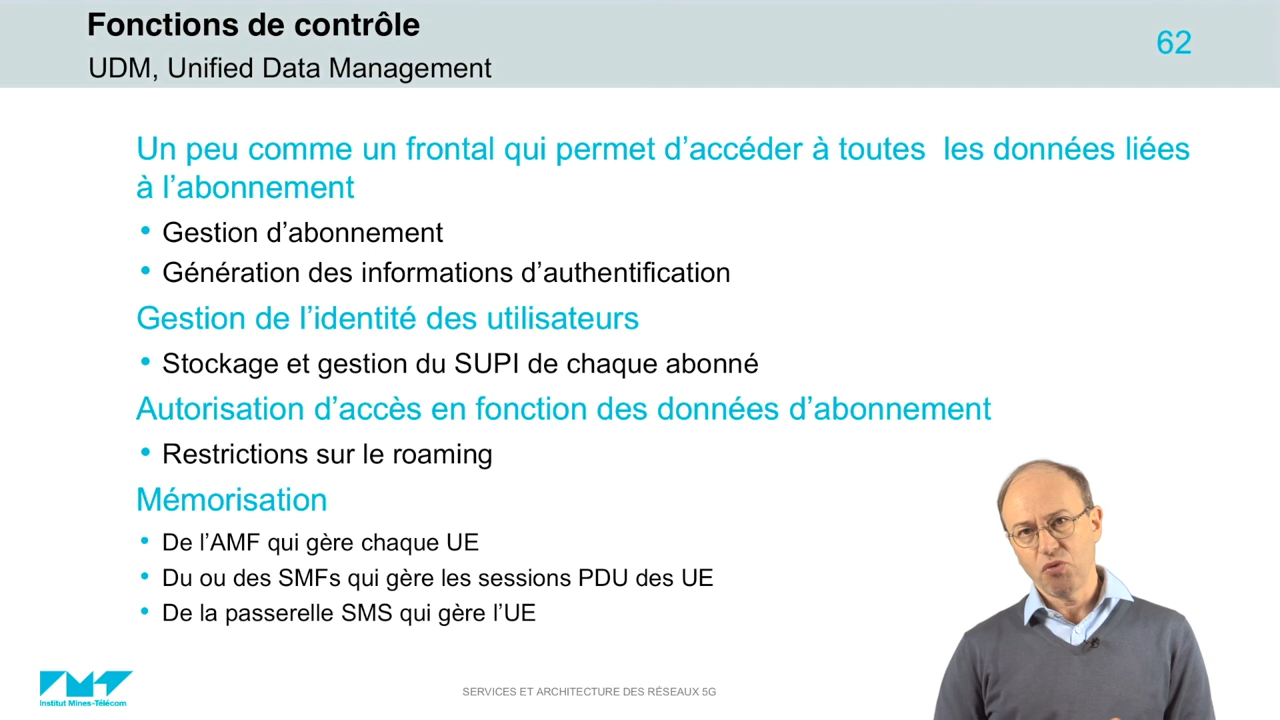 Fonctions de contrôle
62
UDM, Unified Data Management
Un peu comme un frontal qui permet d’accéder à toutes les données liées
à l’abonnement
• Gestion d’abonnement
• Génération des informations d’authentification
Gestion de l’identité des utilisateurs
• Stockage et gestion du SUPI de chaque abonné
Autorisation d’accès en fonction des données d’abonnement
• Restrictions sur le roaming
Mémorisation
• De l’AMF qui gère chaque UE
• Du ou des SMFs qui gère les sessions PDU des UE
• De la passerelle SMS qui gère l’UE
Institut Mines-Télécom
SERVICES ET ARCHITECTURE DES RÉSEAUX 5G